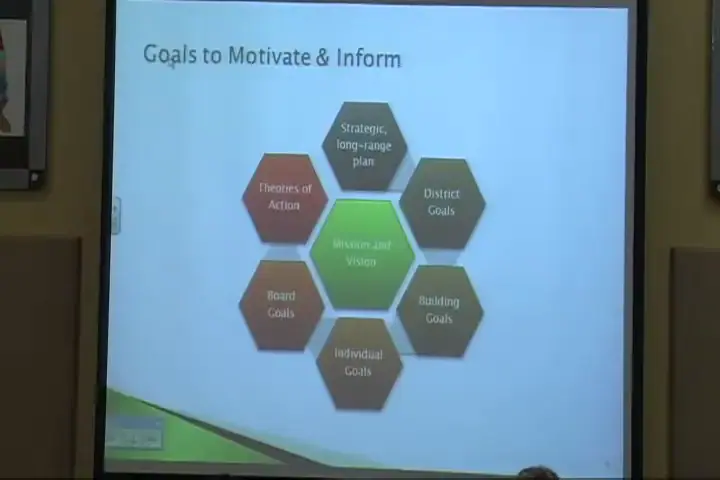 Goals to Motivate & Inform
Strategic,
long-range
plan
District
Goals
Building
Goals
Individual
Goals
Board
Goals
Theories of
Action
Mission and
Vision